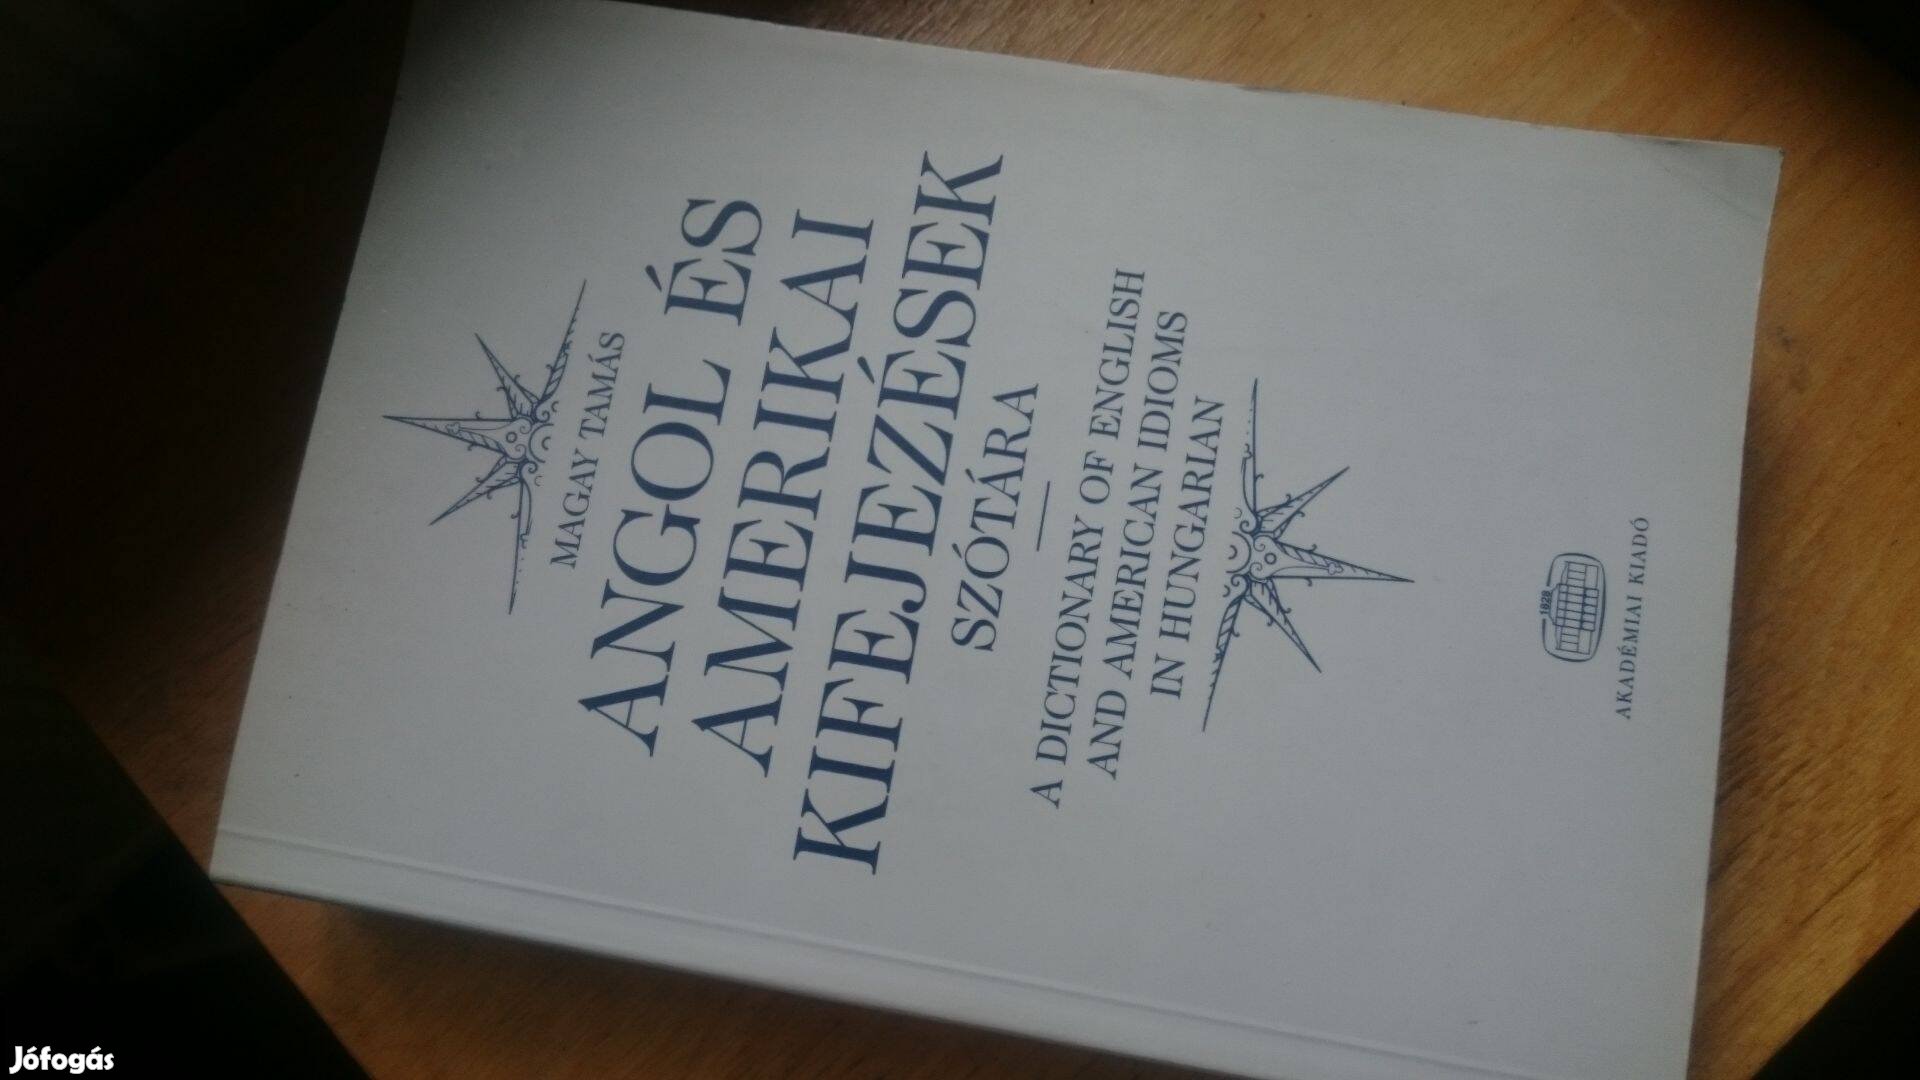 MAGAY TAMÁS
ANGOL ÉS
AMERIKAI
KIFEJEZÉSEK
SZÓTÁRA
A DICTIONARY OF ENGLISH
AND AMERICAN IDIOMS
IN HUNGARIAN
1828
AKADÉMIAI KIADÓ
Jófogás